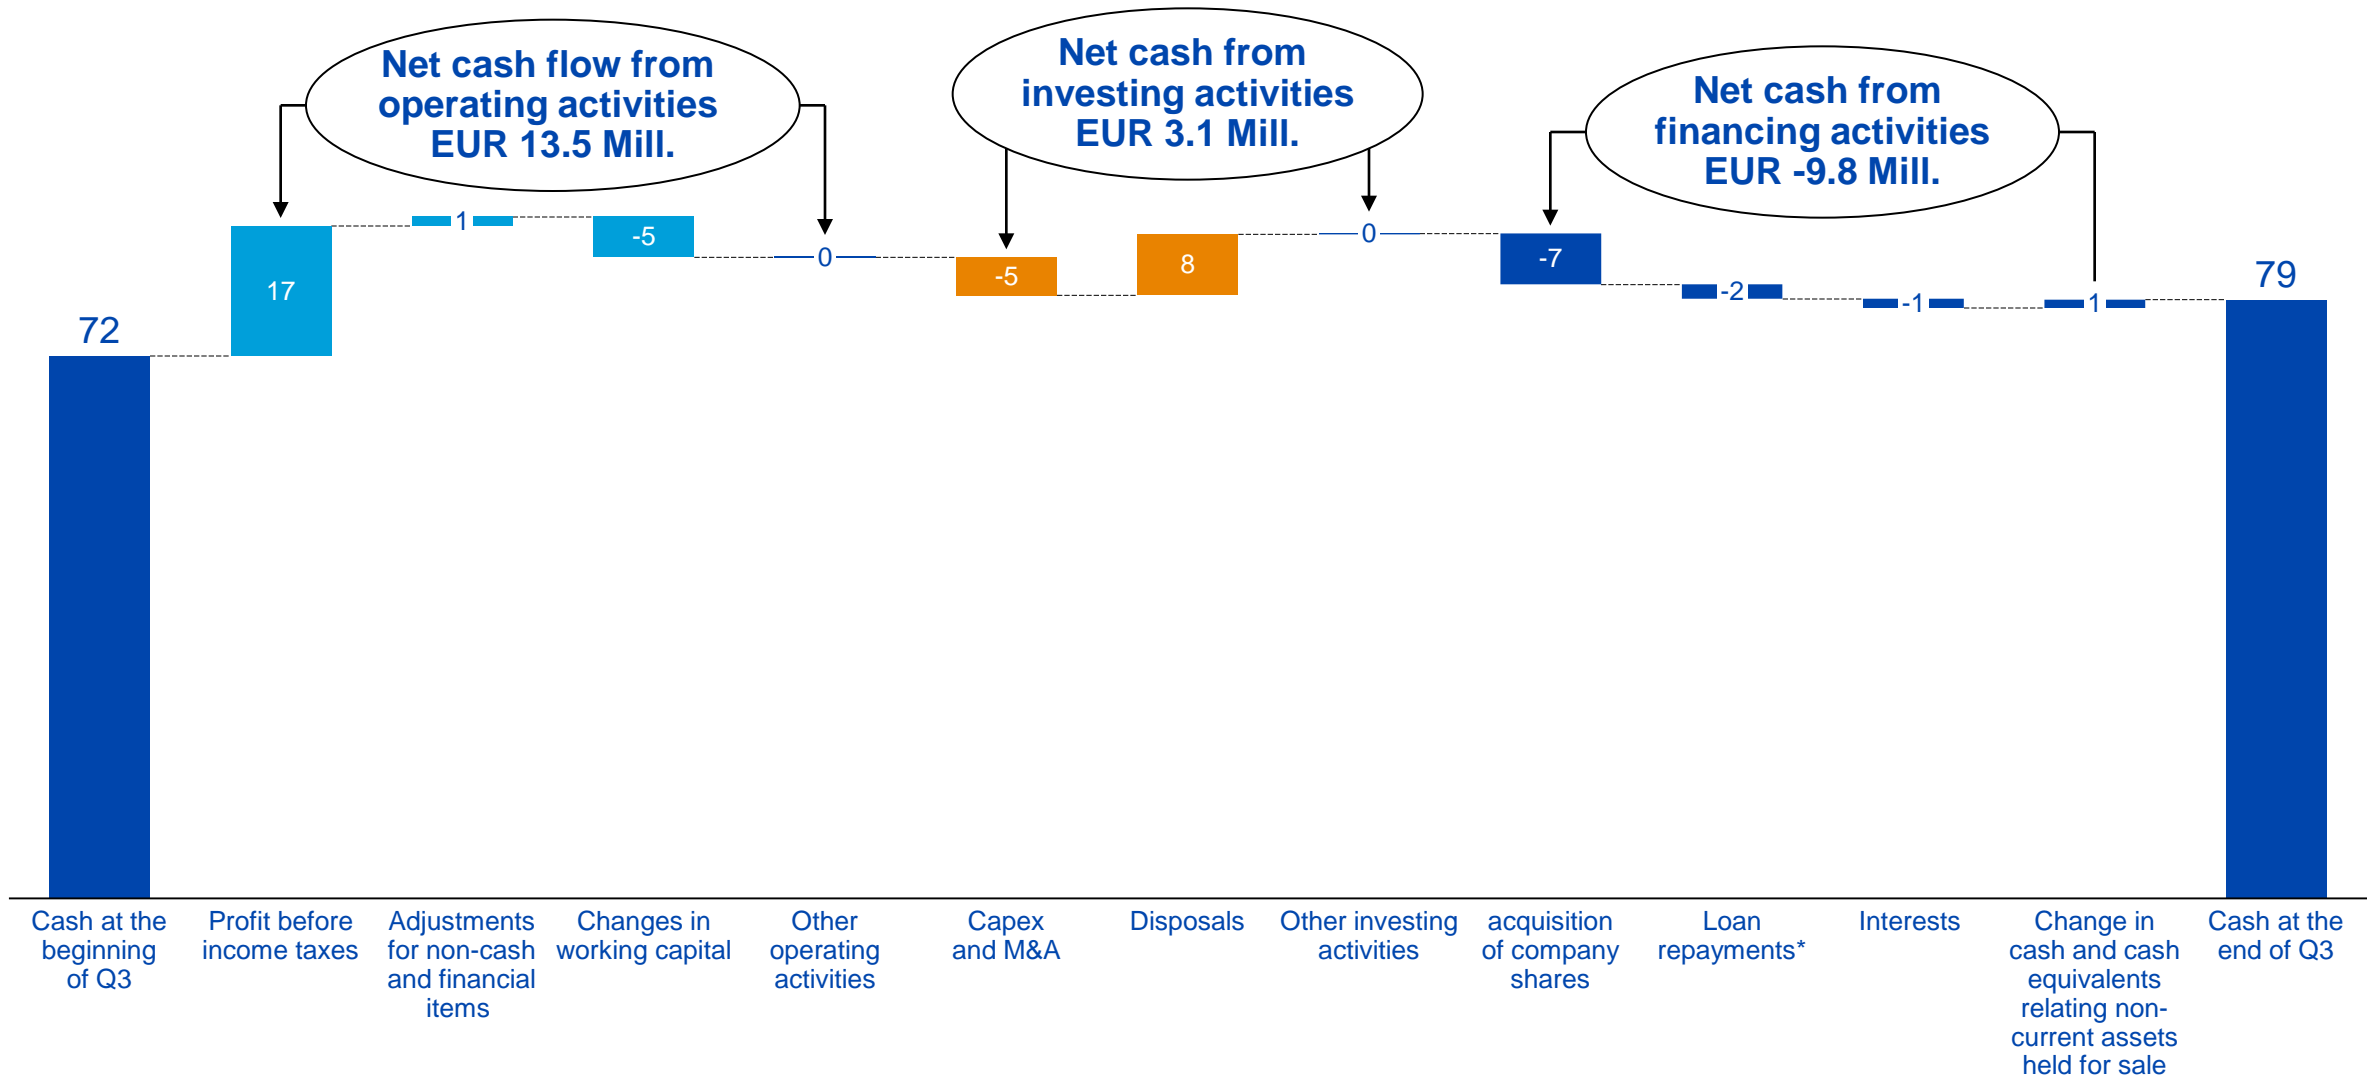 Net cash flow from
operating activities
EUR 13.5 Mill.
Net cash from
investing activities
EUR 3.1 Mill.
Net cash from
financing activities
EUR -9.8 Mill.
72
17
1
-5
0
-5
8
0
-7
-2
-1
1
79
Cash at the
beginning
of Q3
Profit before
income taxes
Adjustments
for non-cash
and financial
items
Changes in
working capital
Other
operating
activities
Capex
and M&A
Disposals
Other investing
activities
acquisition
of company
shares
Loan
repayments*
Interests
Change in
cash and cash
equivalents
relating non-
current assets
held for sale
Cash at the
end of Q3